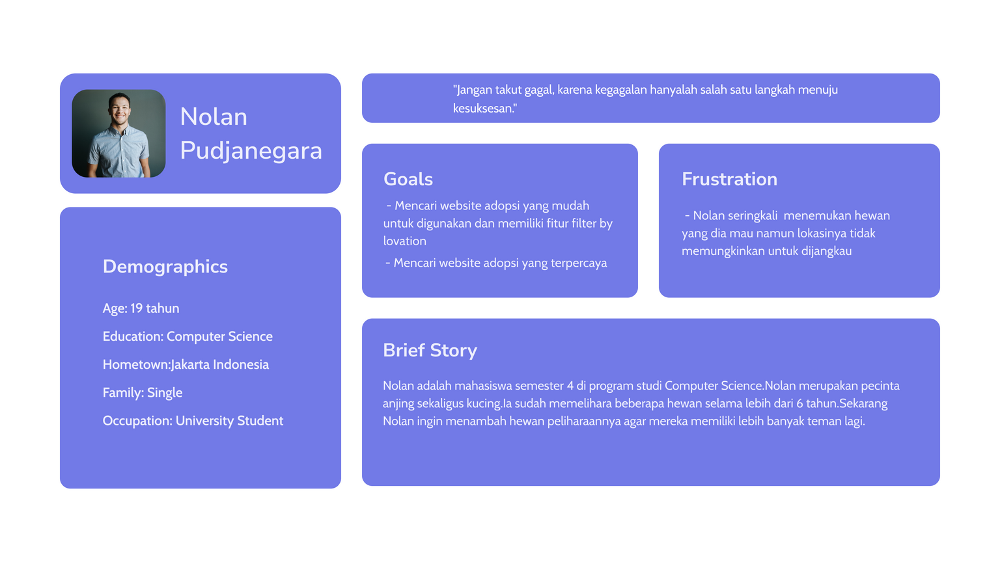 Nolan
Pudjanegara
"Jangan takut gagal, karena kegagalan hanyalah salah satu langkah menuju
kesuksesan."
Goals
- Mencari website adopsi yang mudah
untuk digunakan dan memiliki fitur filter by
lovation
- Mencari website adopsi yang terpercaya
Frustration
- Nolan seringkali  menemukan hewan
yang dia mau namun lokasinya tidak
memungkinkan untuk dijangkau
Demographics
Age: 19 tahun
Education: Computer Science
Hometown:Jakarta Indonesia
Family: Single
Occupation: University Student
Brief Story
Nolan adalah mahasiswa semester 4 di program studi Computer Science.Nolan merupakan pecinta
anjing sekaligus kucing.Ia sudah memelihara beberapa hewan selama lebih dari 6 tahun.Sekarang
Nolan ingin menambah hewan peliharaannya agar mereka memiliki lebih banyak teman lagi.